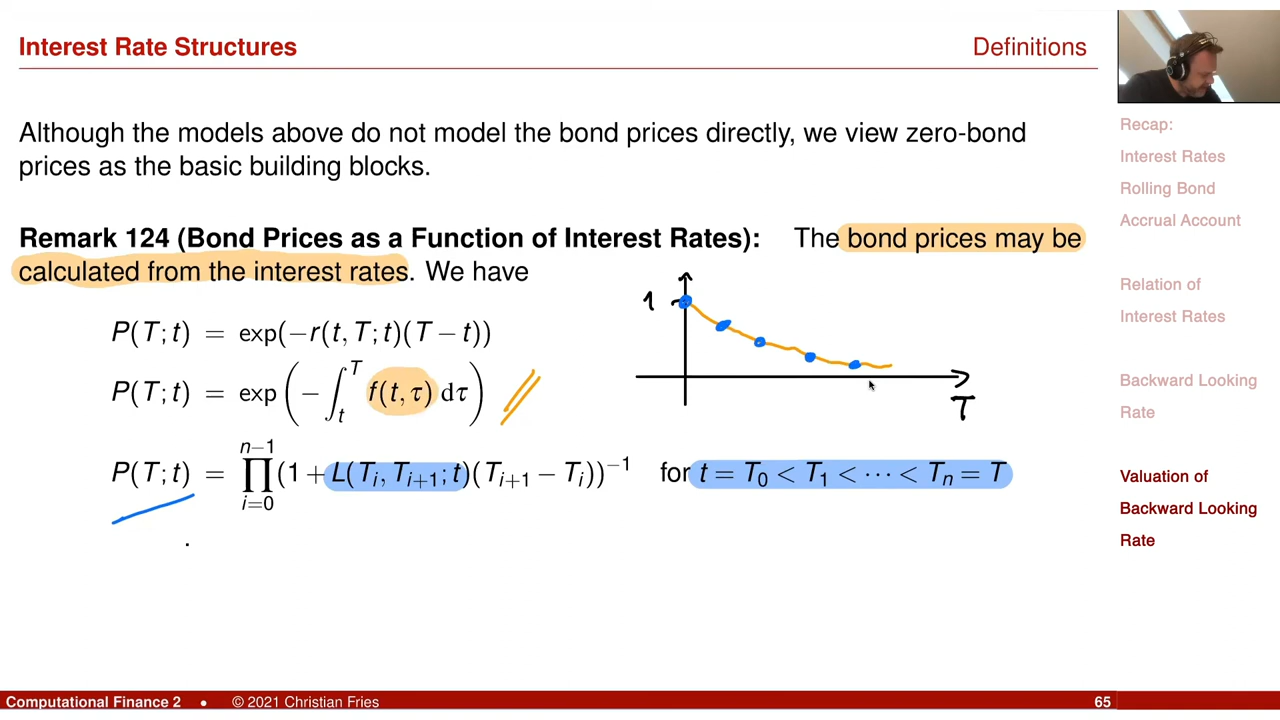 Interest Rate Structures
Definitions
Although the models above do not model the bond prices directly, we view zero-bond
prices as the basic building blocks.
Remark 124 (Bond Prices as a Function of Interest Rates): The bond prices may be
calculated from the interest rates. We have
P(T; t) = exp(−r(t, T; t)(T − t))
P(T; t) = exp(−∫_t^T f(t, τ) dτ)
P(T; t) = ∏_{i=0}^{n−1} (1 + L(T_i, T_{i+1}; t)(T_{i+1} − T_i))^{−1} for t = T_0 < T_1 < ⋯ < T_n = T
1
T
Recap:
Interest Rates
Rolling Bond
Accrual Account
Relation of
Interest Rates
Backward Looking
Rate
Valuation of
Backward Looking
Rate
Computational Finance 2 • © 2021 Christian Fries
65